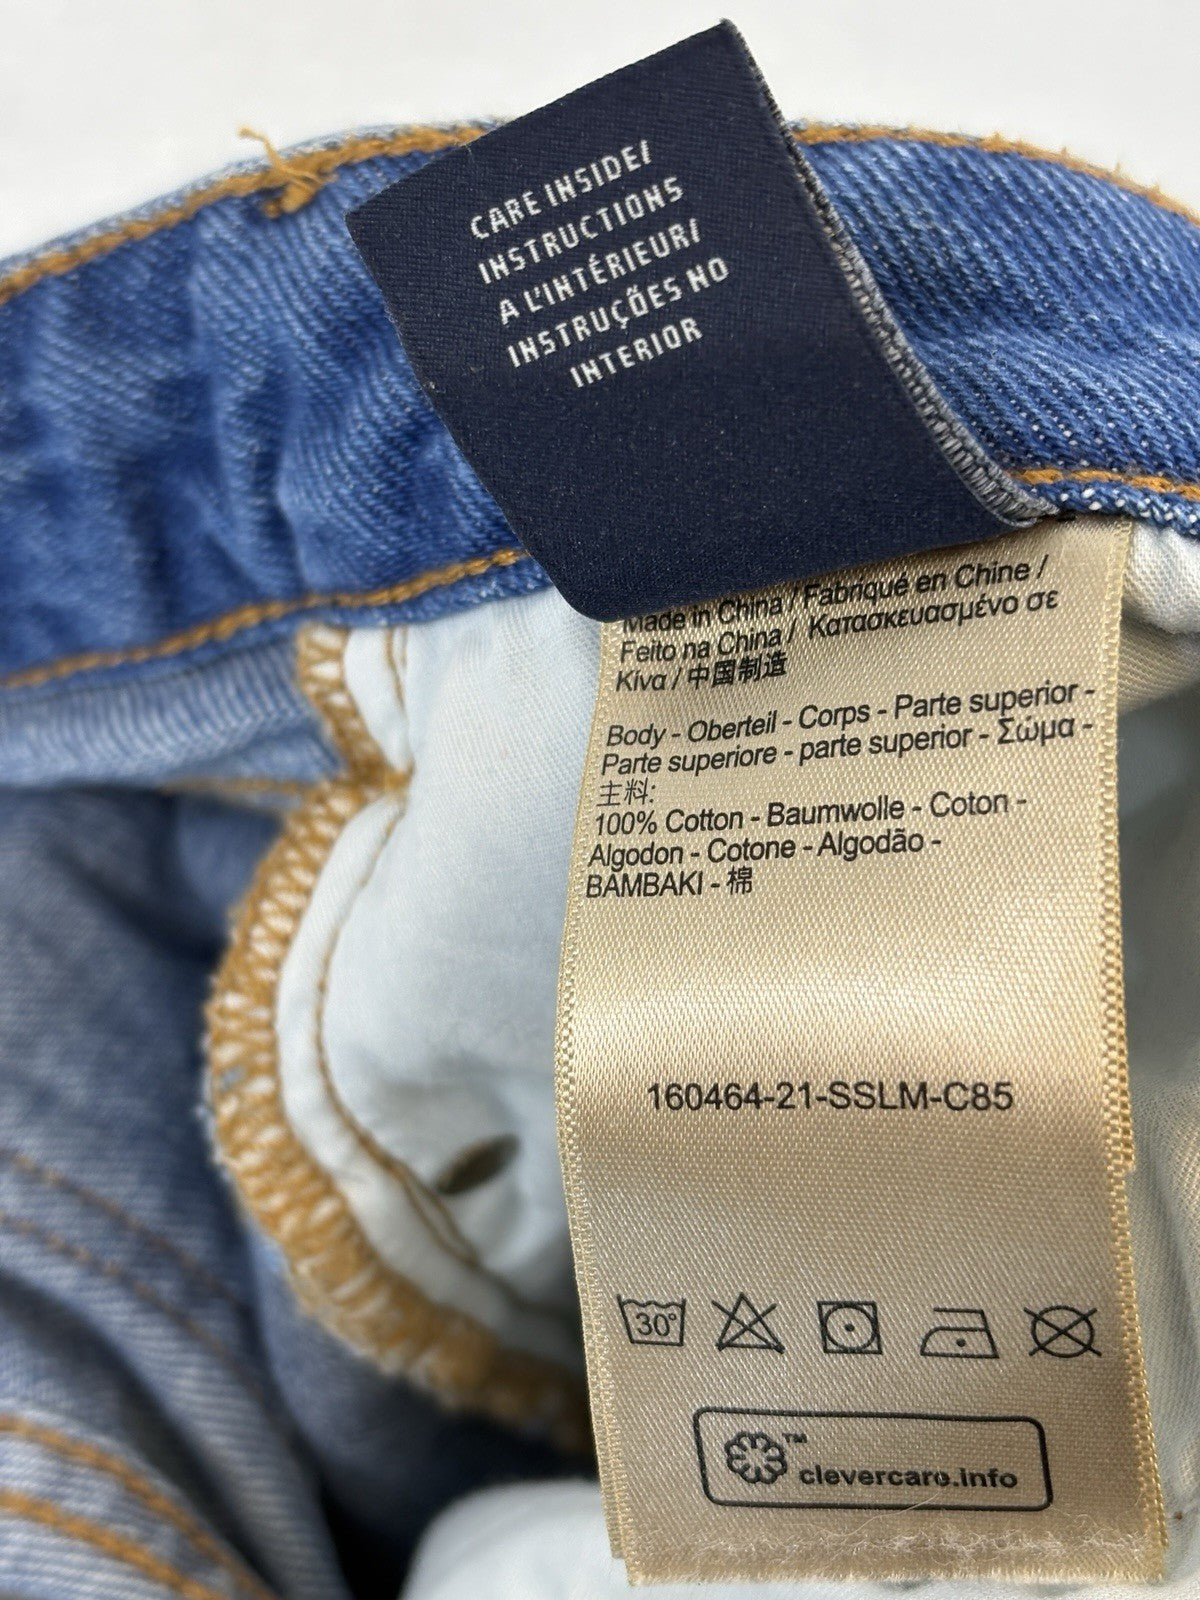 CARE INSIDE/
INSTRUCTIONS
A L'INTÉRIEUR/
INSTRUÇÕES NO
INTERIOR
Made in China / Fabriqué en Chine /
Feito na China / Κατασκευασμένο σε
Κίνα / 中国制造
Body - Oberteil - Corps - Parte superior -
Parte superiore - parte superior - Σώμα -
主料:
100% Cotton - Baumwolle - Coton -
Algodon - Cotone - Algodão -
BAMBAKI - 棉
160464-21-SSLM-C85
30°
™
clevercare.info